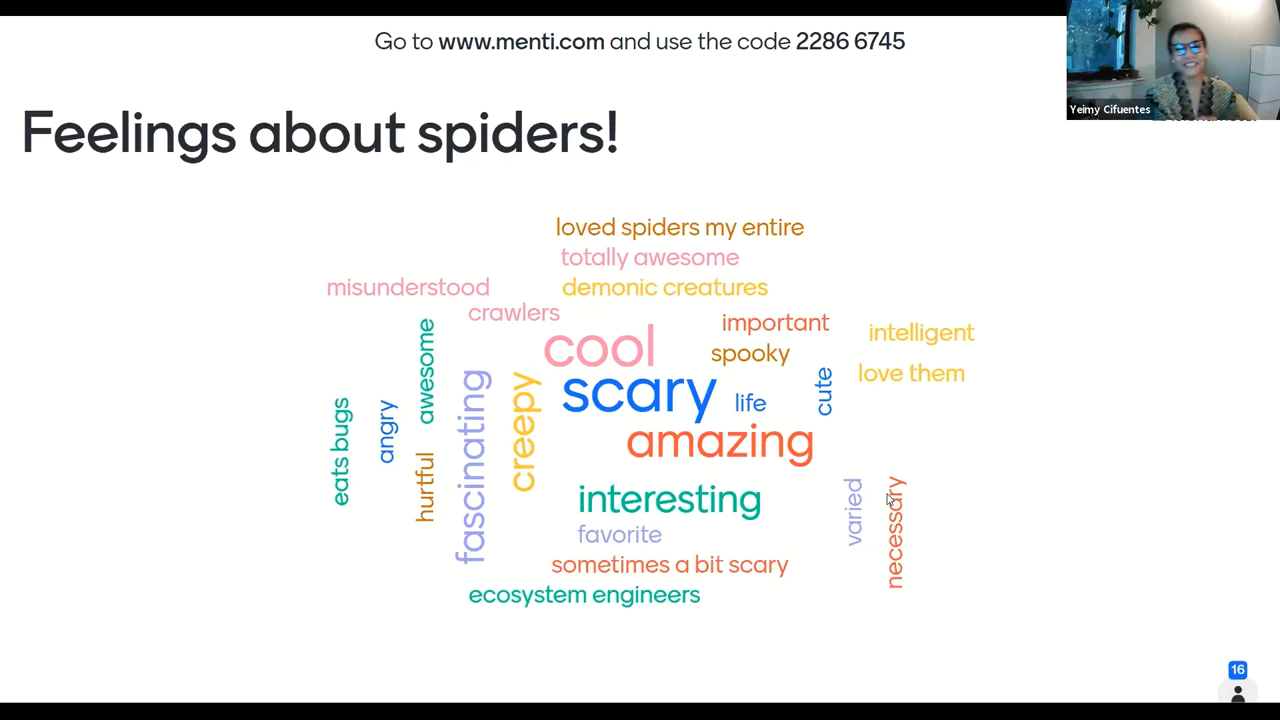 Go to www.menti.com and use the code 2286 6745
Yeimy Cifuentes
Feelings about spiders!
loved spiders my entire
totally awesome
misunderstood
demonic creatures
crawlers
important
intelligent
cool
spooky
awesome
love them
scary
life
cute
fascinating
creepy
eats bugs
angry
amazing
hurtful
interesting
varied
necessary
favorite
sometimes a bit scary
ecosystem engineers
16